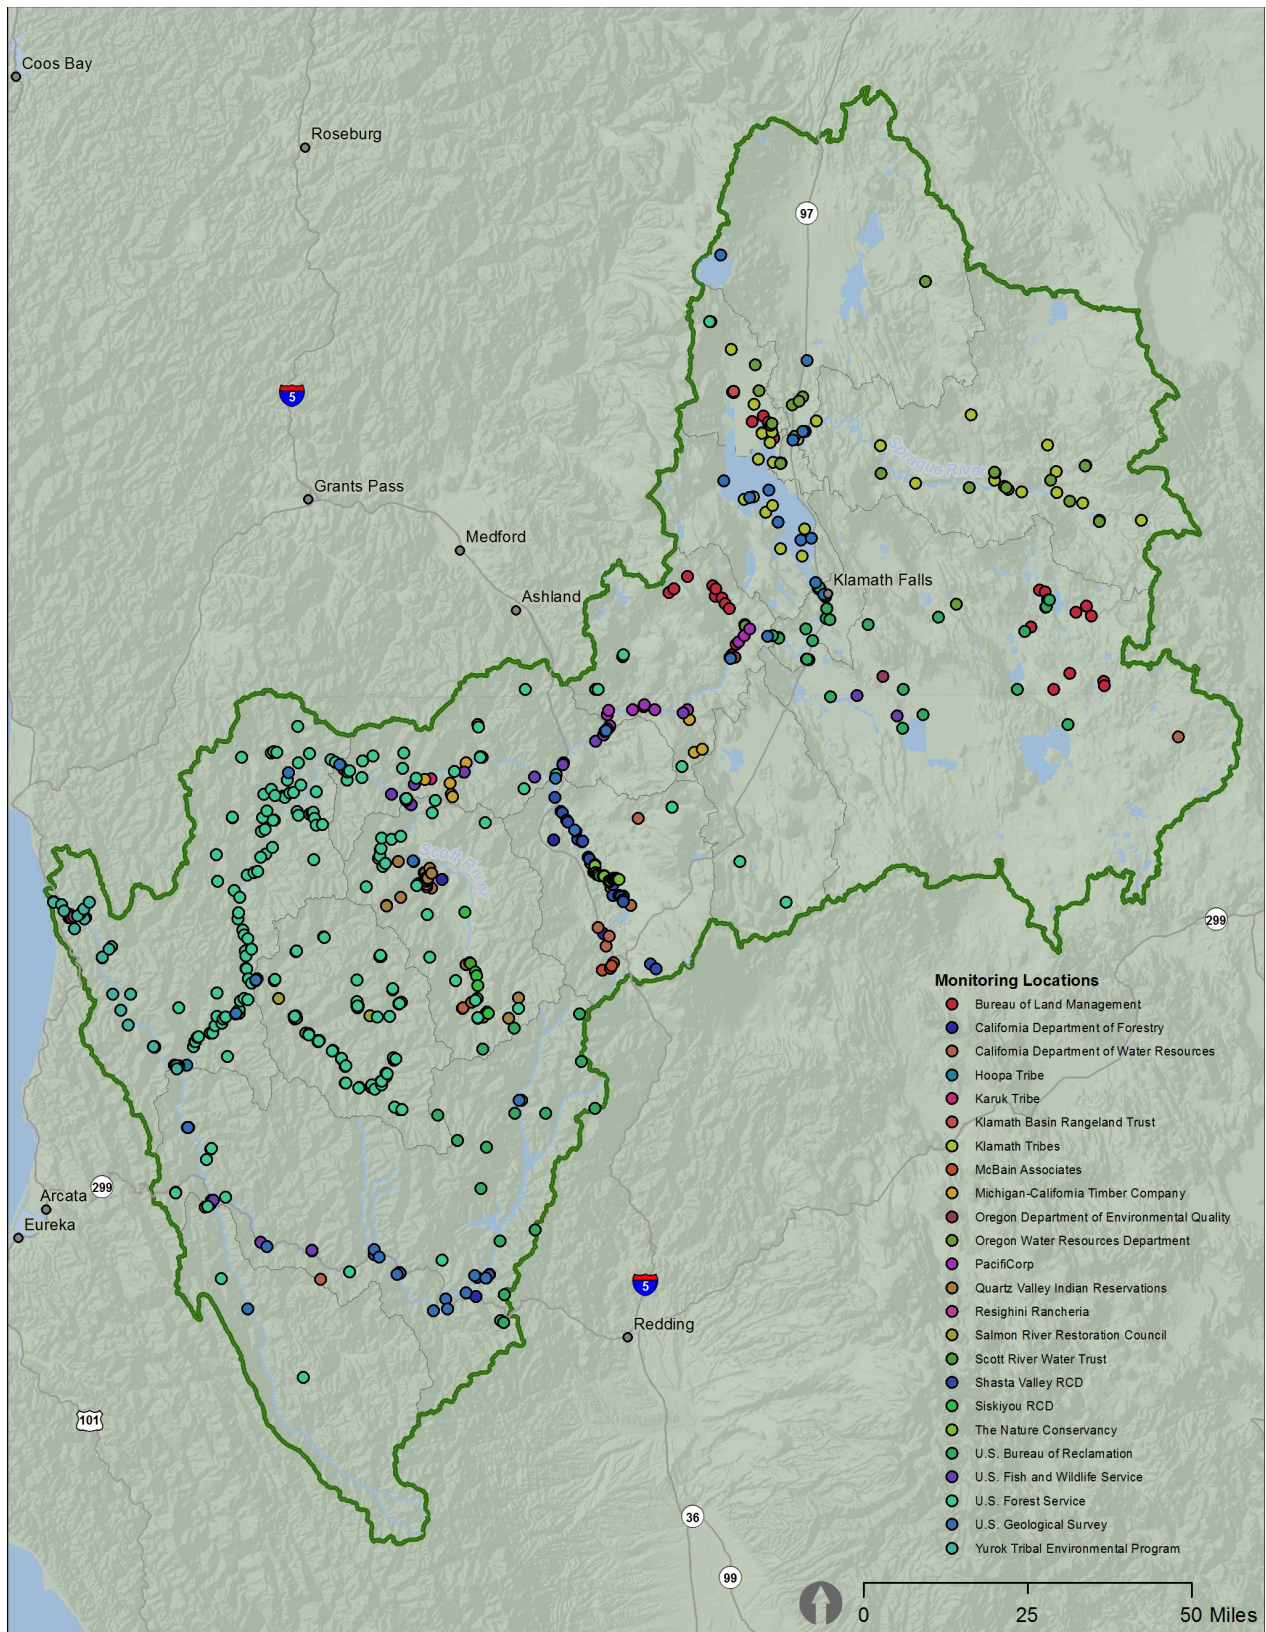 Coos Bay
Roseburg
97
5
Sprague River
Grants Pass
Medford
Klamath Falls
Ashland
Scott River
299
Monitoring Locations
Bureau of Land Management
California Department of Forestry
California Department of Water Resources
Hoopa Tribe
Karuk Tribe
Klamath Basin Rangeland Trust
Klamath Tribes
McBain Associates
Michigan-California Timber Company
Oregon Department of Environmental Quality
Oregon Water Resources Department
PacifiCorp
Quartz Valley Indian Reservations
Resighini Rancheria
Salmon River Restoration Council
Scott River Water Trust
Shasta Valley RCD
Siskiyou RCD
The Nature Conservancy
U.S. Bureau of Reclamation
U.S. Fish and Wildlife Service
U.S. Forest Service
U.S. Geological Survey
Yurok Tribal Environmental Program
299
Arcata
Eureka
5
Redding
101
36
99
0 25 50 Miles